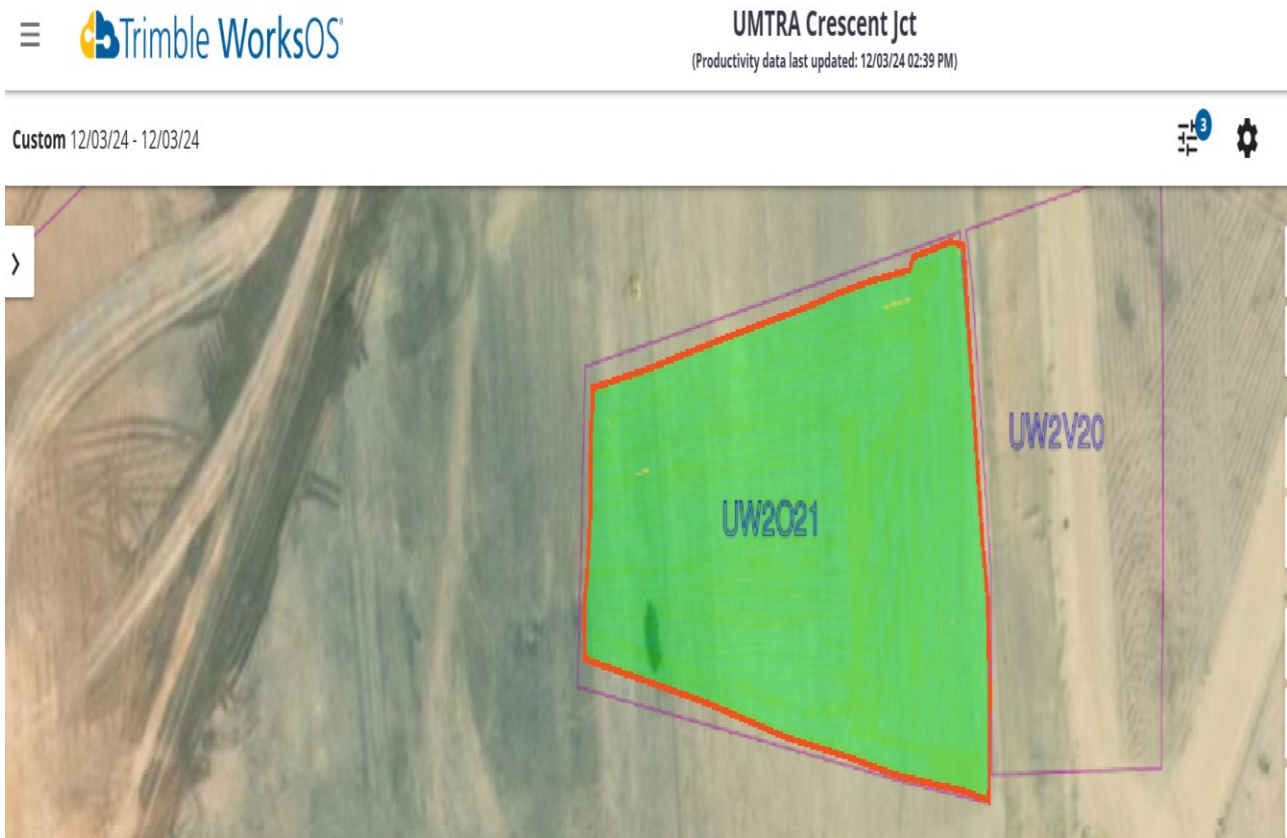 Trimble WorksOS
UMTRA Crescent Jct
(Productivity data last updated: 12/03/24 02:39 PM)
Custom 12/03/24 - 12/03/24
3
UW2V20
UW2O21